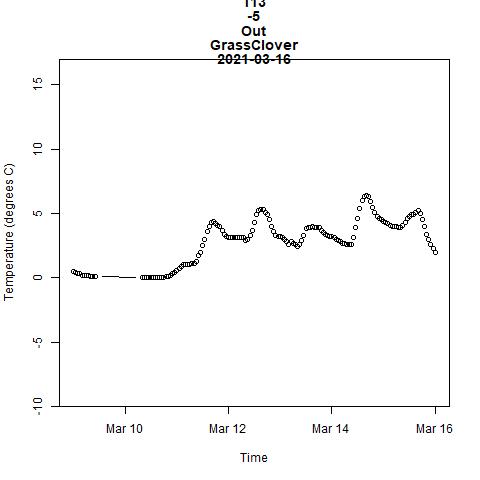 T13
-5
Out
GrassClover
2021-03-16
Temperature (degrees C)
15
10
5
0
-5
-10
Mar 10
Mar 12
Mar 14
Mar 16
Time